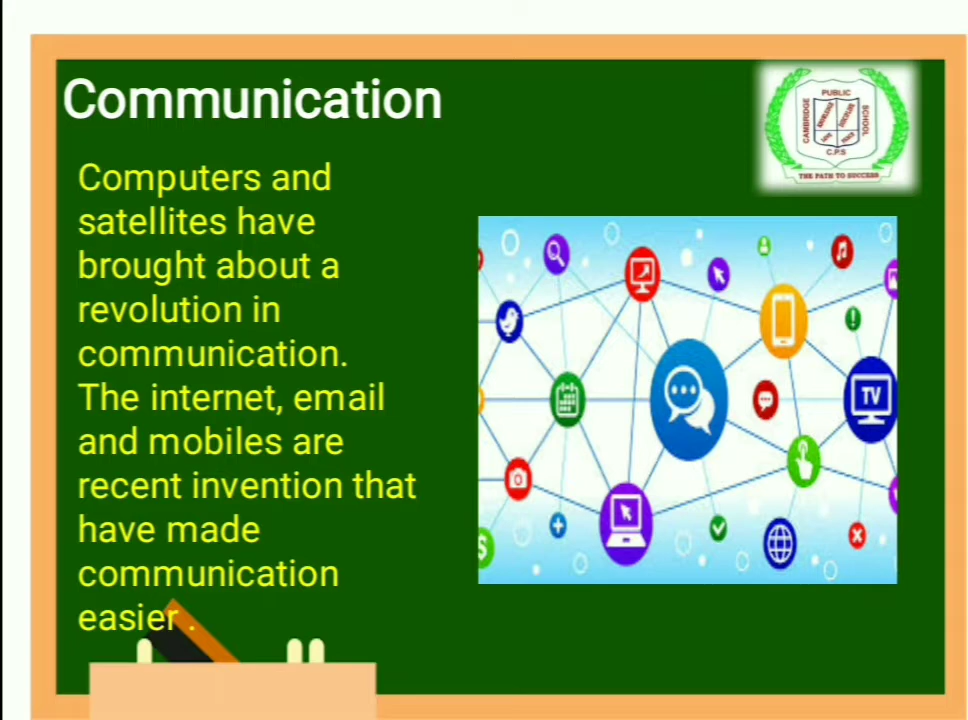 Communication
PUBLIC
CAMBRIDGE
SCHOOL
C.P.S
THE PATH TO SUCCESS
Computers and
satellites have
brought about a
revolution in
communication.
The internet, email
and mobiles are
recent invention that
have made
communication
easier .
TV